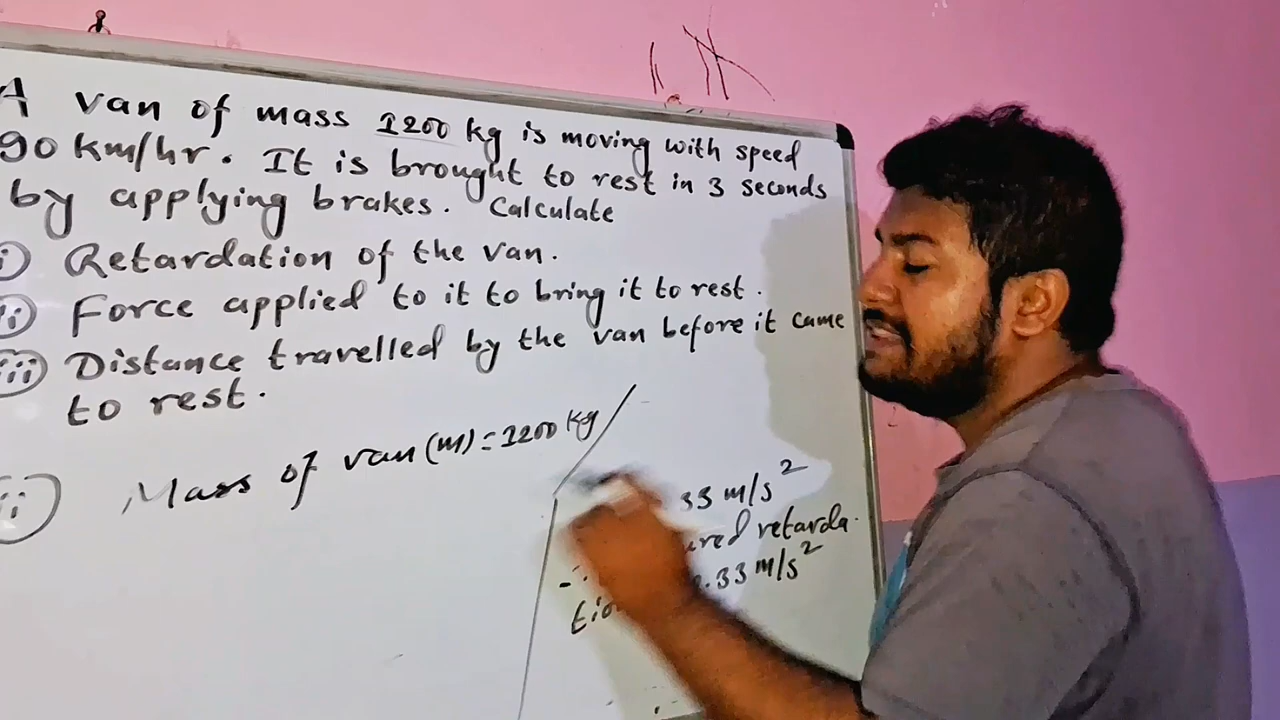 A van of mass 1200 kg is moving with speed
90 km/hr. It is brought to rest in 3 seconds
by applying brakes. Calculate
i) Retardation of the van.
ii) Force applied to it to bring it to rest.
iii) Distance travelled by the van before it came
to rest.
ii) Mass of van (m) = 1200 kg
33 m/s²
retarda-
.33 m/s²